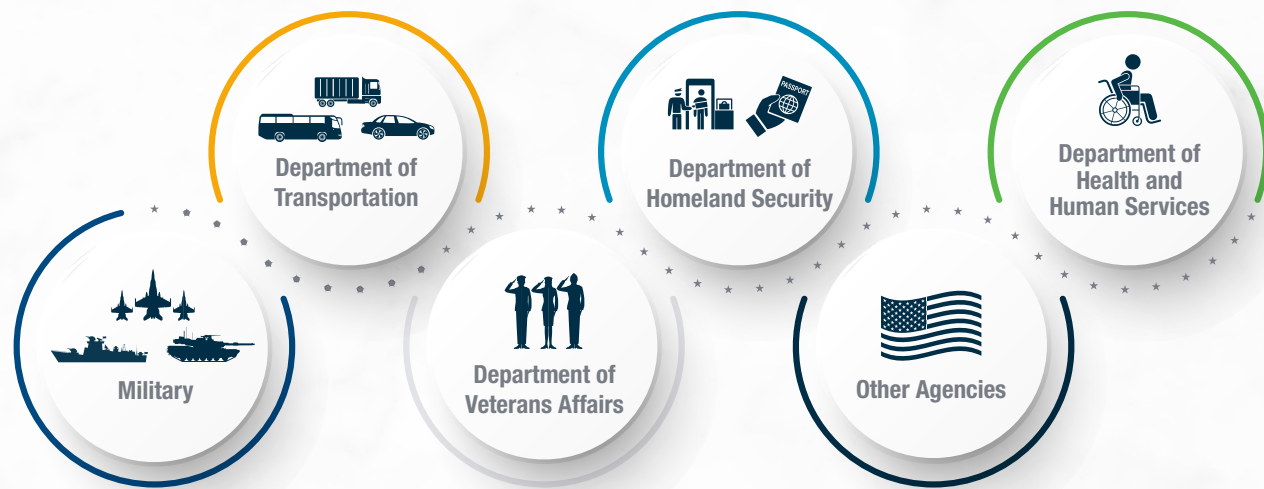 Military
Department of
Transportation
Department of
Veterans Affairs
PASSPORT
Department of
Homeland Security
Other Agencies
Department of
Health and
Human Services